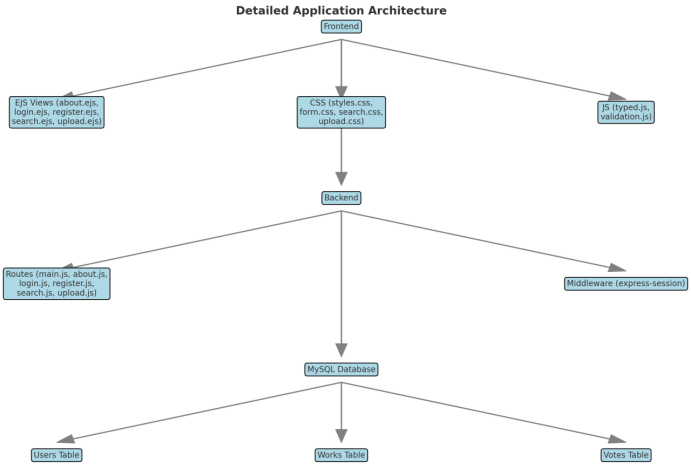 Detailed Application Architecture
Frontend
EJS Views (about.ejs,
login.ejs, register.ejs,
search.ejs, upload.ejs)
CSS (styles.css,
form.css, search.css,
upload.css)
JS (typed.js,
validation.js)
Backend
Routes (main.js, about.js,
login.js, register.js,
search.js, upload.js)
Middleware (express-session)
MySQL Database
Users Table
Works Table
Votes Table